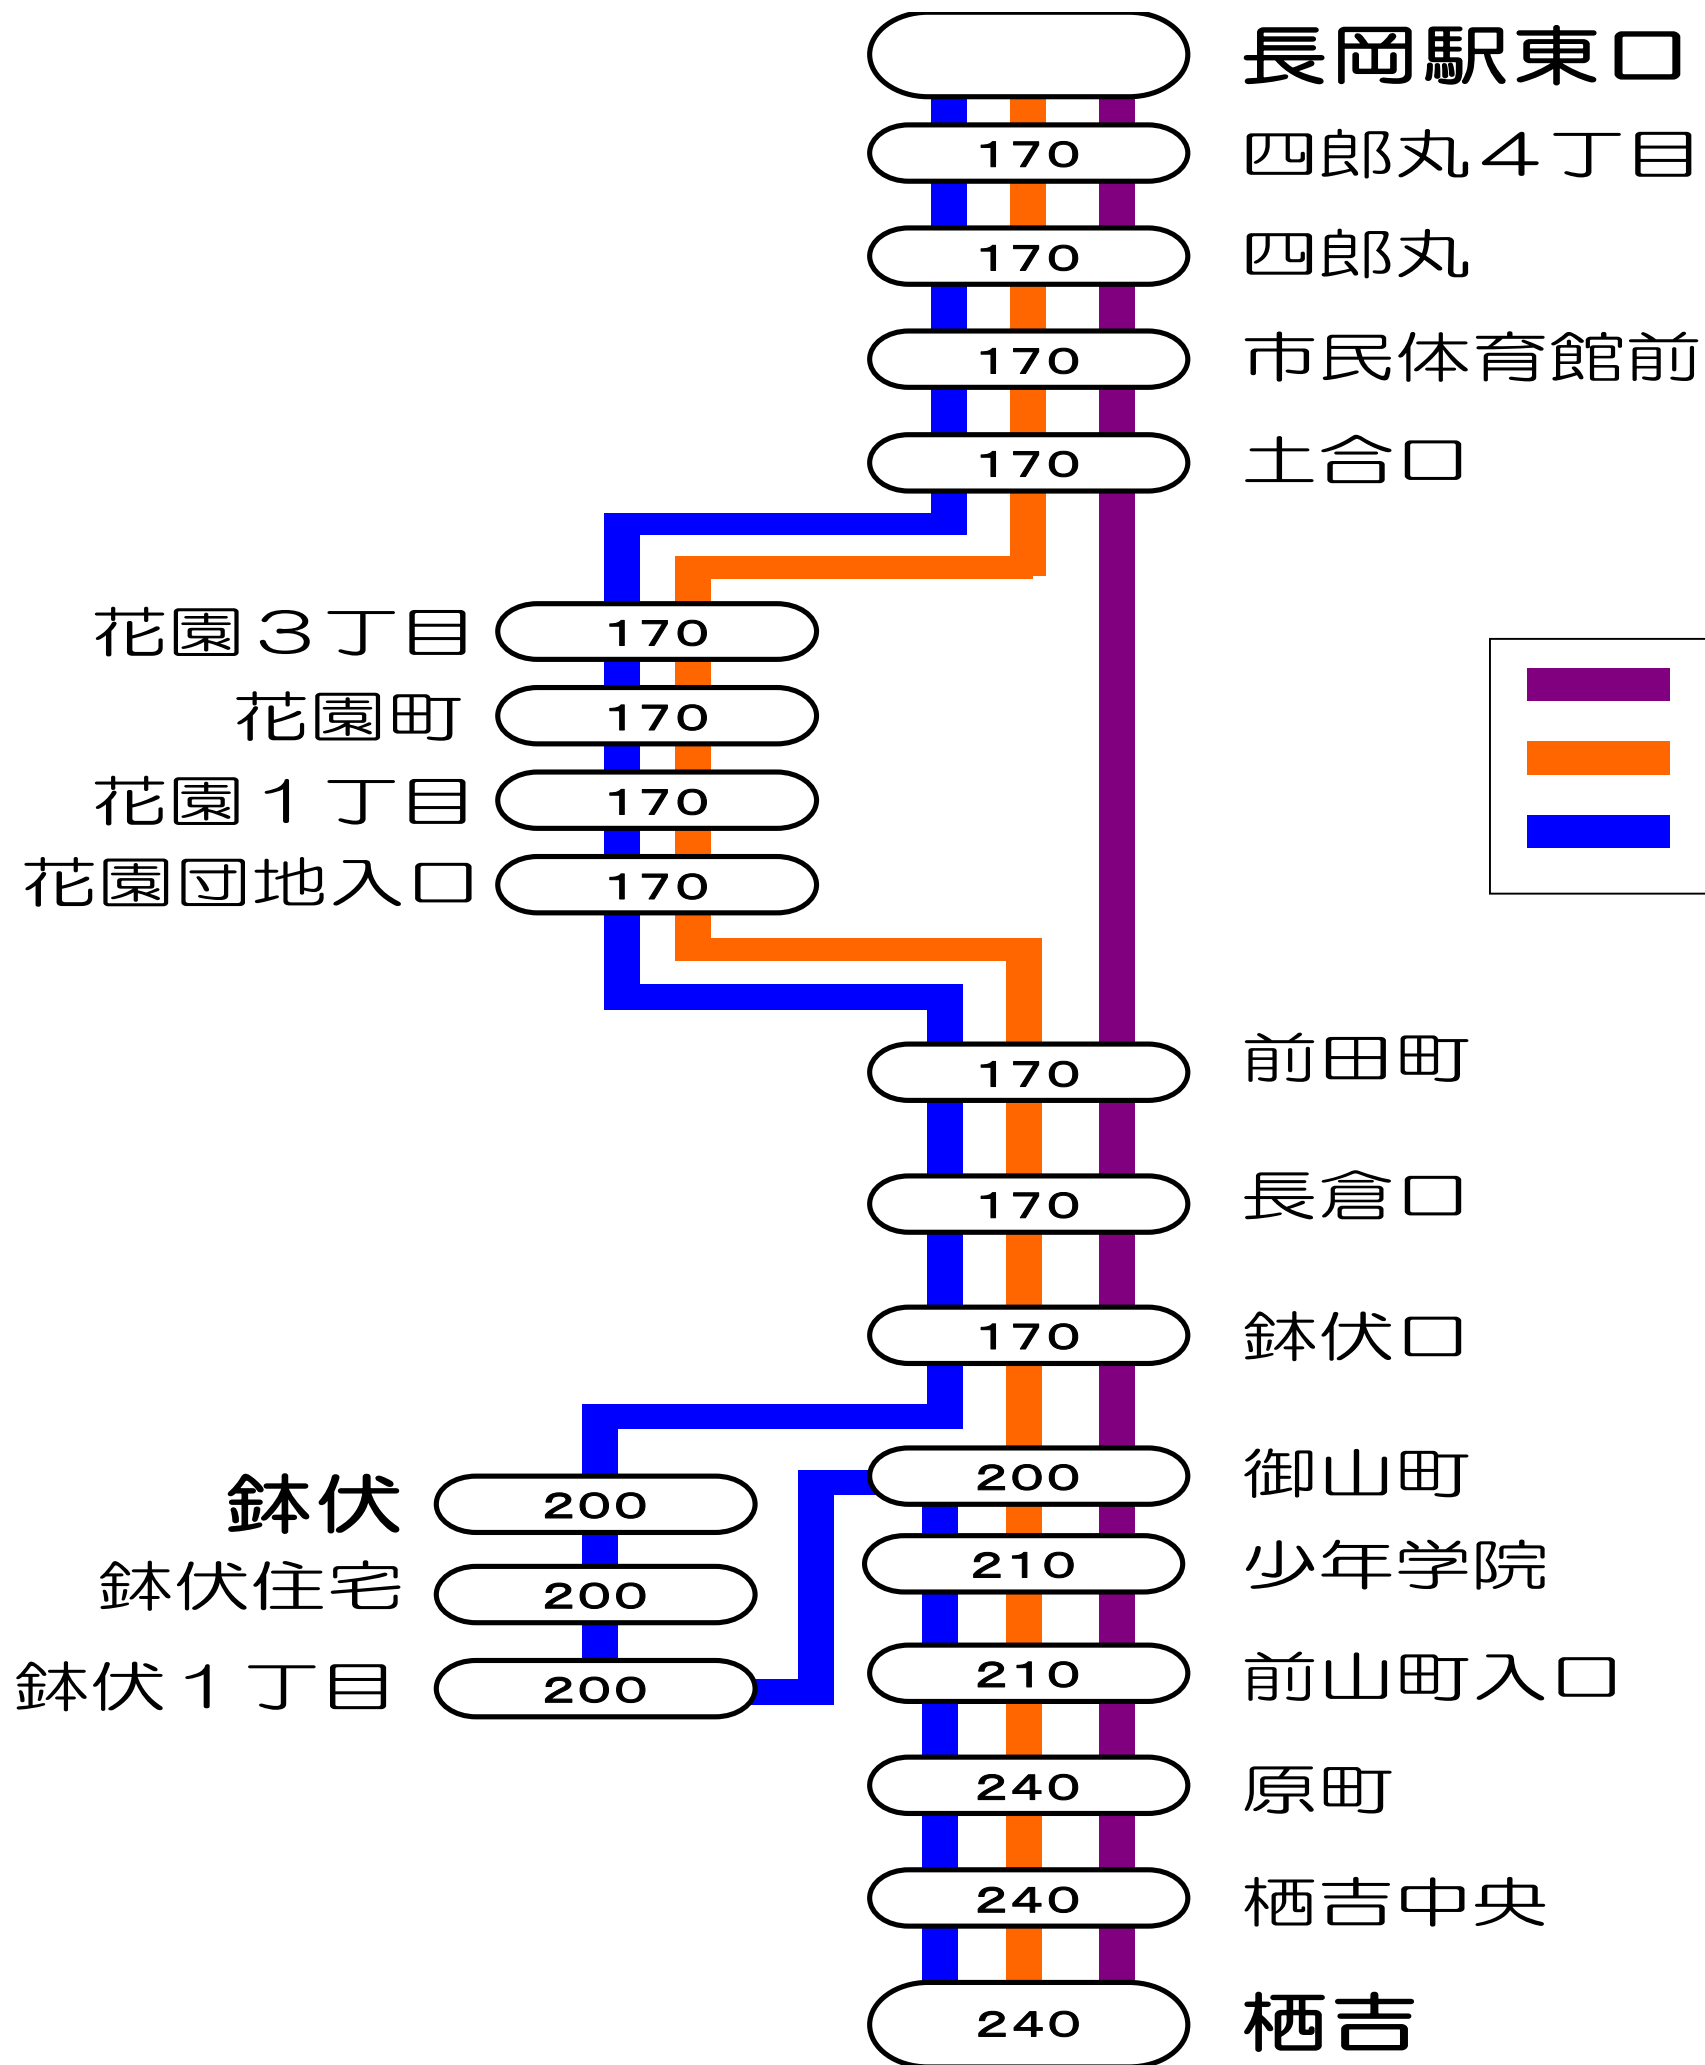 長岡駅東口
170 四郎丸４丁目
170 四郎丸
170 市民体育館前
170 土合口
花園３丁目 170
花園町 170
花園１丁目 170
花園団地入口 170
170 前田町
170 長倉口
170 鉢伏口
200 御山町
鉢伏 200
210 少年学院
鉢伏住宅 200
210 前山町入口
鉢伏１丁目 200
240 原町
240 栖吉中央
240 栖吉